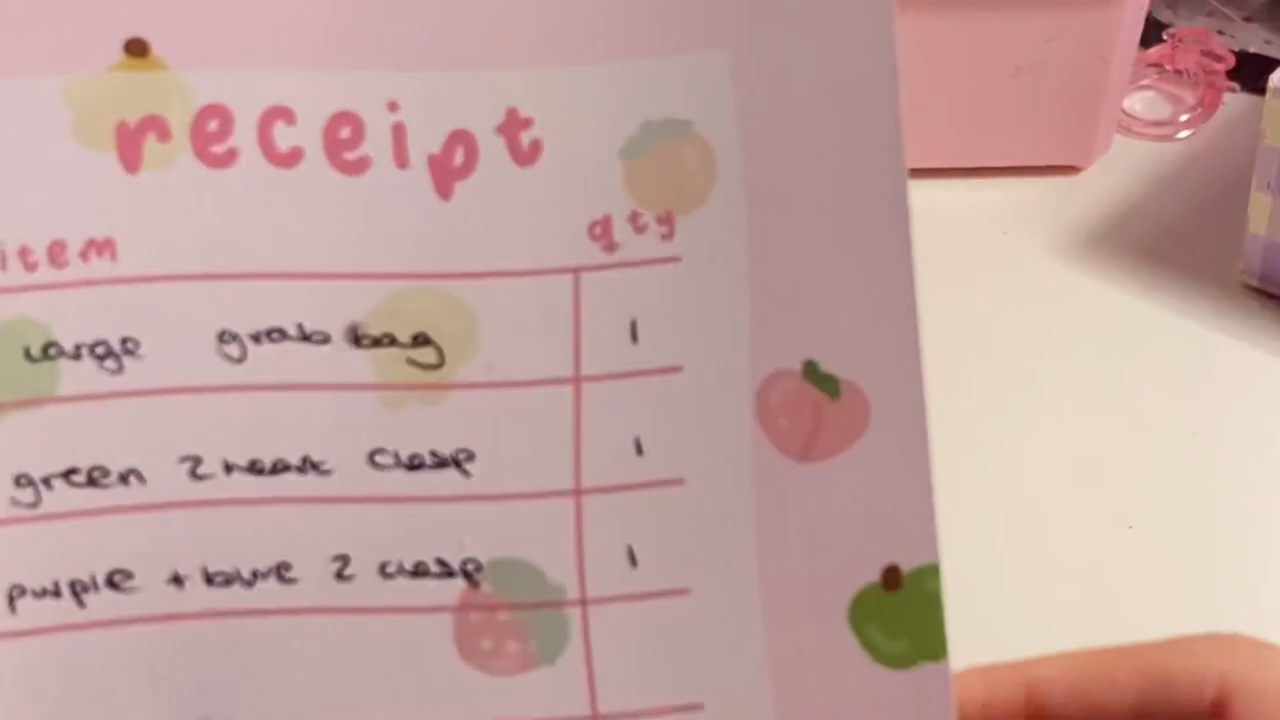 receipt
item qty
large grab bag 1
green 2 heart clasp 1
purple + blue 2 clasp 1